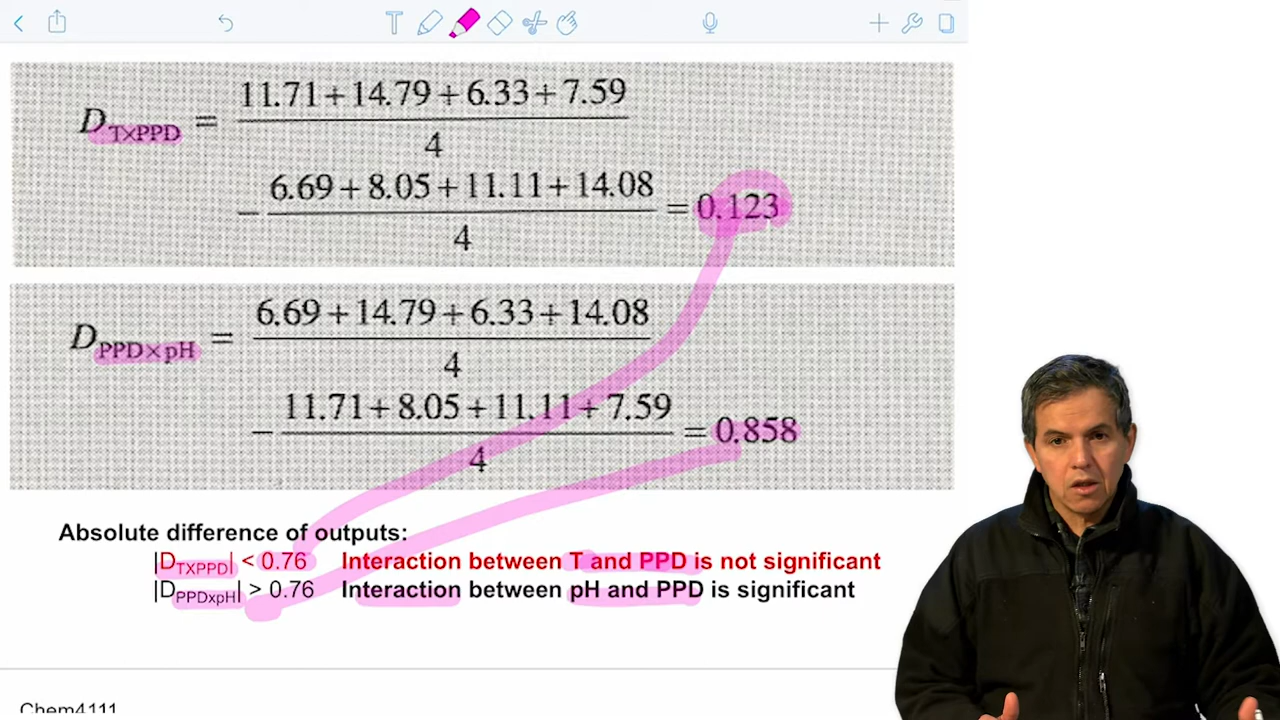 D_TXPPD = 11.71+14.79+6.33+7.59
4
− 6.69+8.05+11.11+14.08 = 0.123
4
D_PPD×pH = 6.69+14.79+6.33+14.08
4
− 11.71+8.05+11.11+7.59 = 0.858
4
Absolute difference of outputs:
|D_TXPPD| < 0.76 Interaction between T and PPD is not significant
|D_PPDxpH| > 0.76 Interaction between pH and PPD is significant
Chem4111